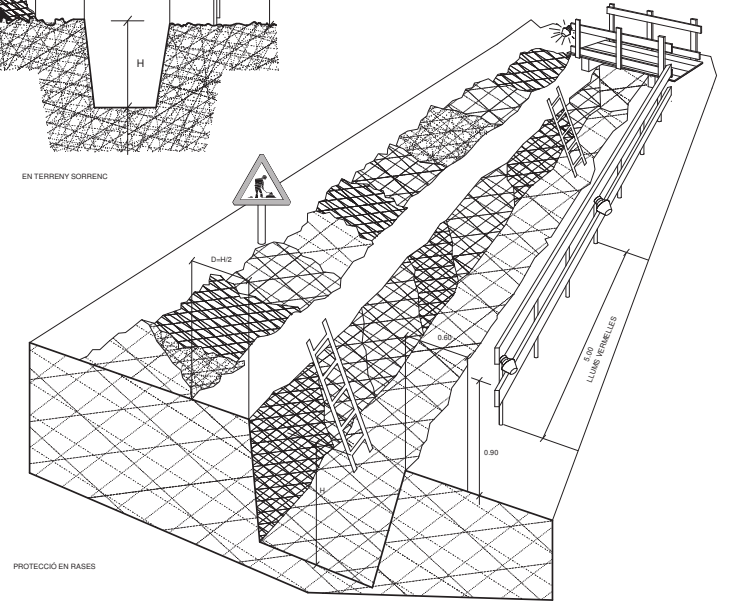 H
EN TERRENY SORRENC
D=H/2
0.60
5.00
LLUMS VERMELLES
0.90
H
PROTECCIÓ EN RASES